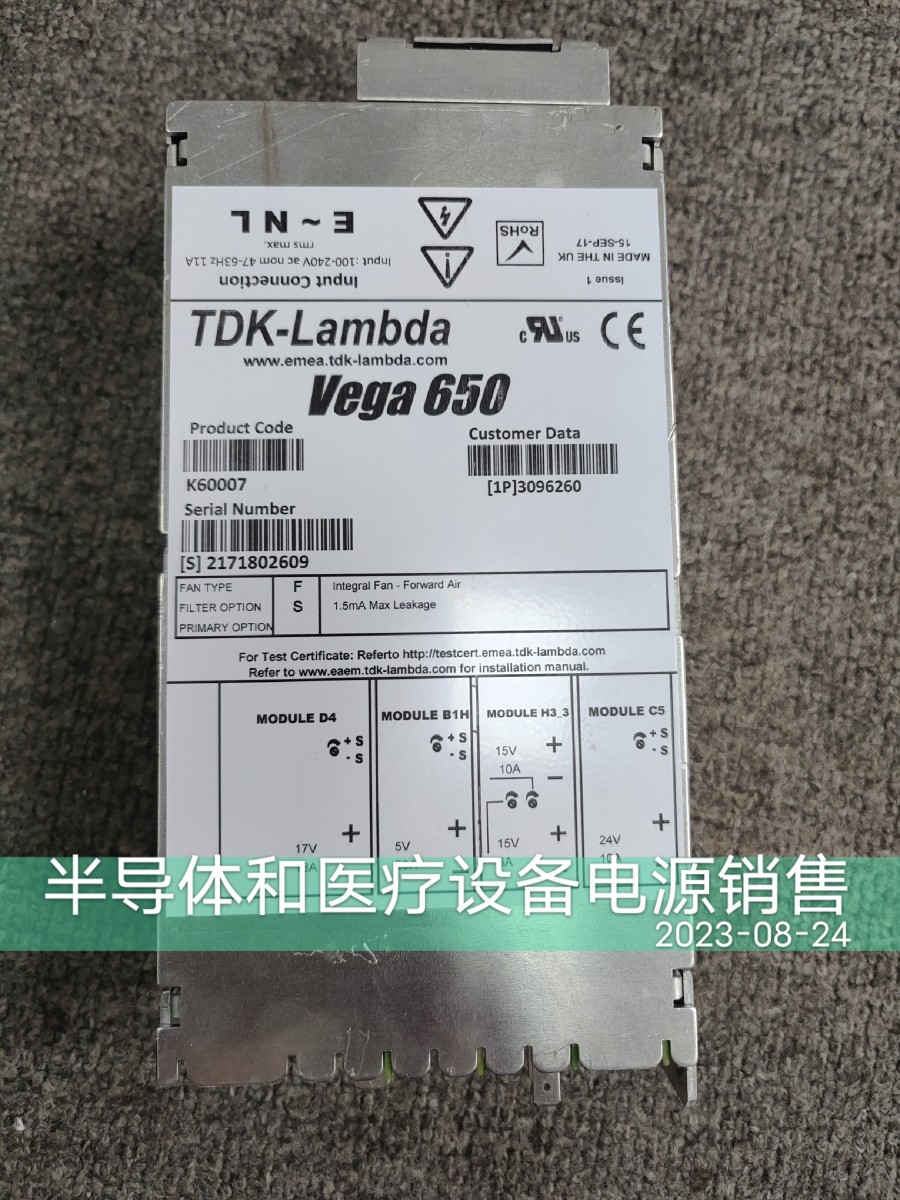 E ~ N L
rms max.
Input : 100-240V ac nom 47-63Hz 11A
Input Connection
RoHS
15-SEP-17
MADE IN THE UK
Issue 1
TDK-Lambda
www.emea.tdk-lambda.com
C RU US CE
Vega 650
Product Code
K60007
Customer Data
[1P]3096260
Serial Number
[S] 2171802609
FAN TYPE F Integral Fan - Forward Air
FILTER OPTION S 1.5mA Max Leakage
PRIMARY OPTION
For Test Certificate: Referto http://testcert.emea.tdk-lambda.com
Refer to www.eaem.tdk-lambda.com for installation manual.
MODULE D4
+ S
- S
+
17V
MODULE B1H
+ S
- S
+
5V
MODULE H3_3
15V +
10A
−
15V +
MODULE C5
+ S
- S
+
24V
半导体和医疗设备电源销售
2023-08-24